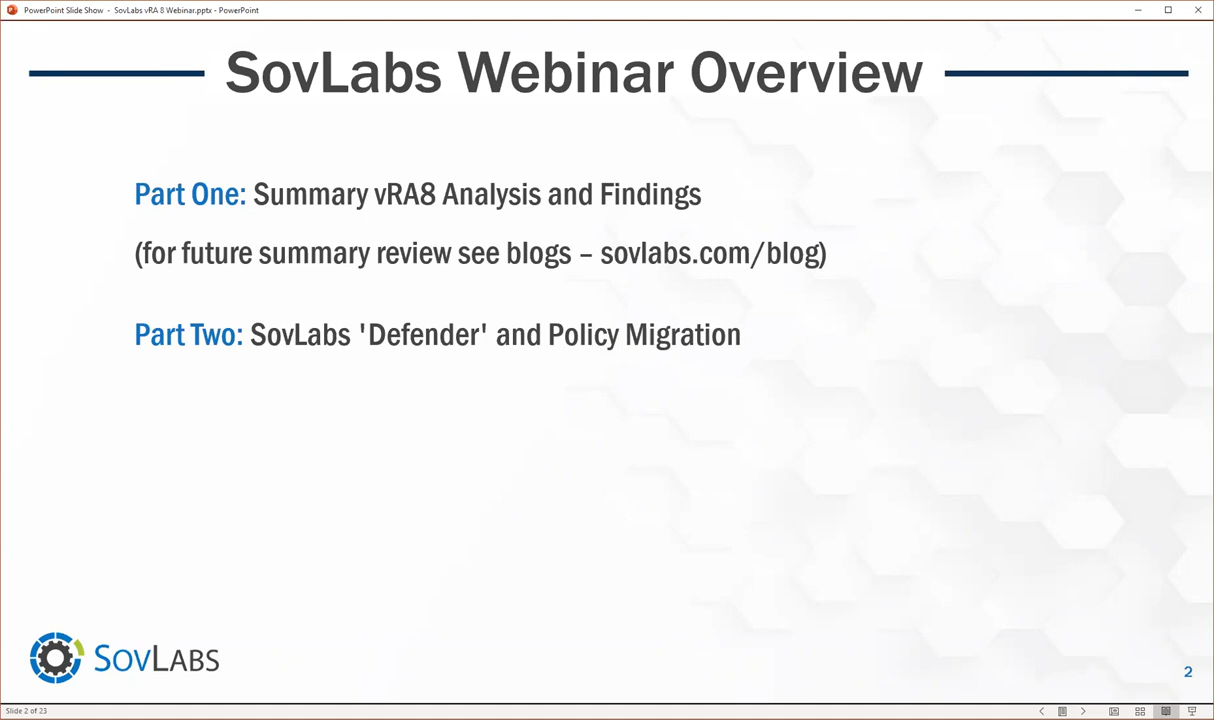 PowerPoint Slide Show - SovLabs vRA 8 Webinar.pptx - PowerPoint
SovLabs Webinar Overview
Part One: Summary vRA8 Analysis and Findings
(for future summary review see blogs – sovlabs.com/blog)
Part Two: SovLabs 'Defender' and Policy Migration
SOVLABS
2
Slide 2 of 23